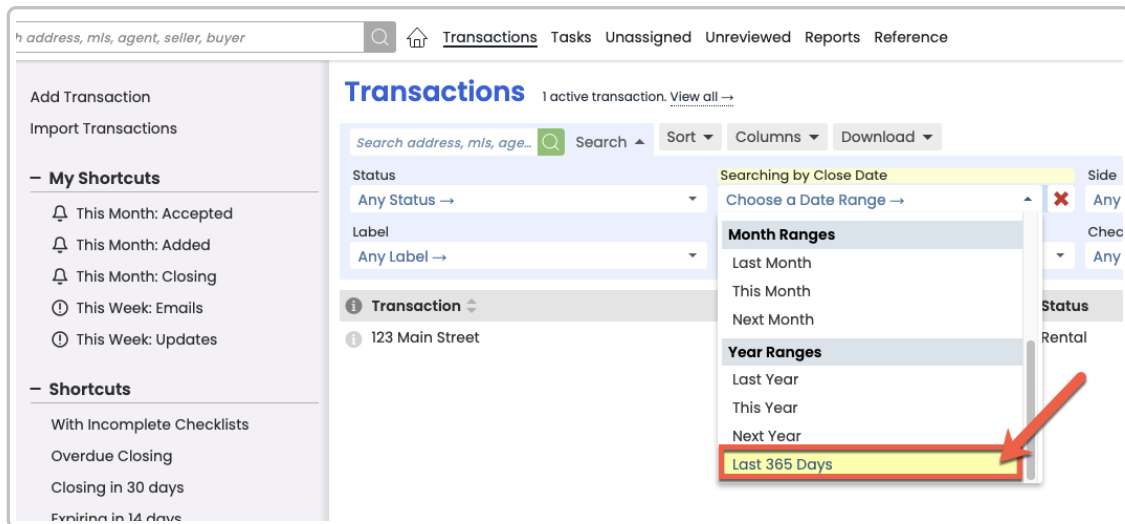 h address, mls, agent, seller, buyer
Transactions Tasks Unassigned Unreviewed Reports Reference
Add Transaction
Import Transactions
– My Shortcuts
This Month: Accepted
This Month: Added
This Month: Closing
This Week: Emails
This Week: Updates
– Shortcuts
With Incomplete Checklists
Overdue Closing
Closing in 30 days
Expiring in 14 days
Transactions 1 active transaction. View all →
Search address, mls, age... Search Sort Columns Download
Status Searching by Close Date Side
Any Status → Choose a Date Range → Any
Label Chec
Any Label → Any
Month Ranges
Last Month
This Month
Next Month
Year Ranges
Last Year
This Year
Next Year
Last 365 Days
Transaction Status
123 Main Street Rental